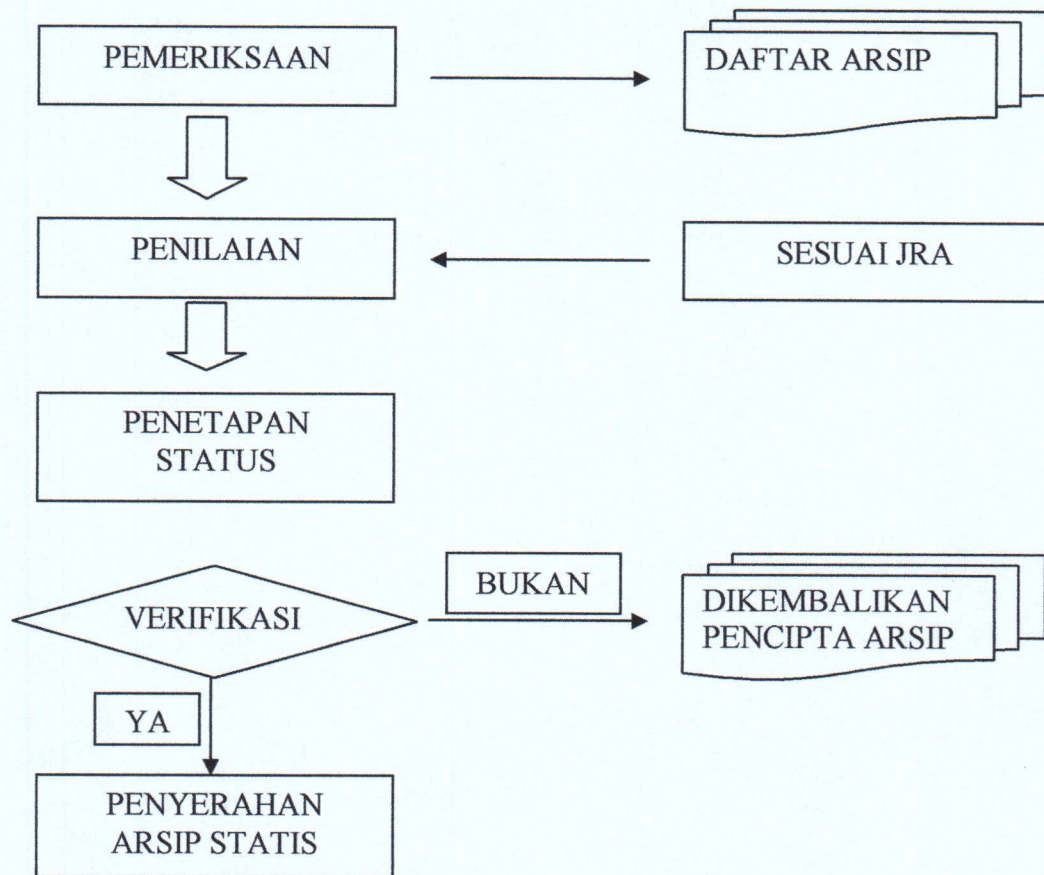 PEMERIKSAAN
DAFTAR ARSIP
PENILAIAN
SESUAI JRA
PENETAPAN
STATUS
VERIFIKASI
BUKAN
DIKEMBALIKAN
PENCIPTA ARSIP
YA
PENYERAHAN
ARSIP STATIS